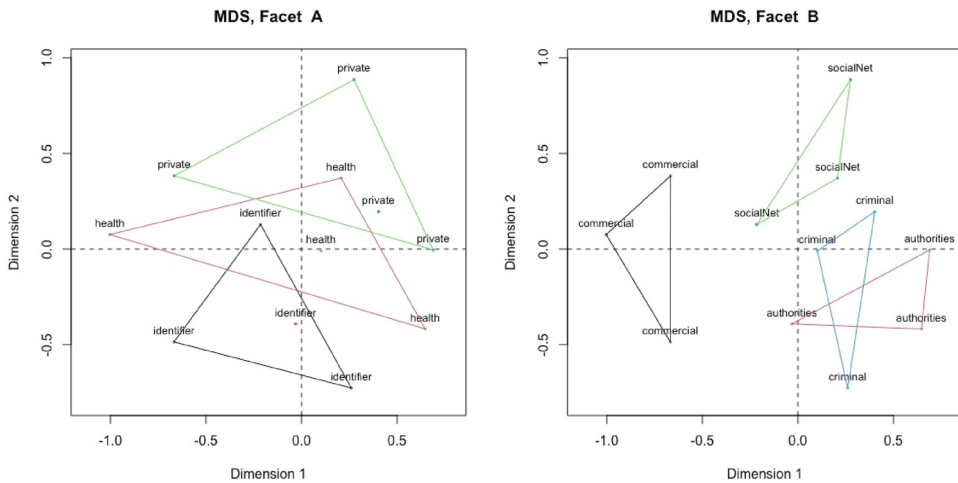 MDS, Facet A
1.0
0.5
0.0
-0.5
Dimension 2
private
private
health
private
identifier
health
health
private
identifier
health
identifier
identifier
-1.0 -0.5 0.0 0.5
Dimension 1
MDS, Facet B
1.0
0.5
0.0
-0.5
Dimension 2
socialNet
commercial
socialNet
criminal
socialNet
commercial
criminal
authorities
authorities
authorities
commercial
criminal
-1.0 -0.5 0.0 0.5
Dimension 1